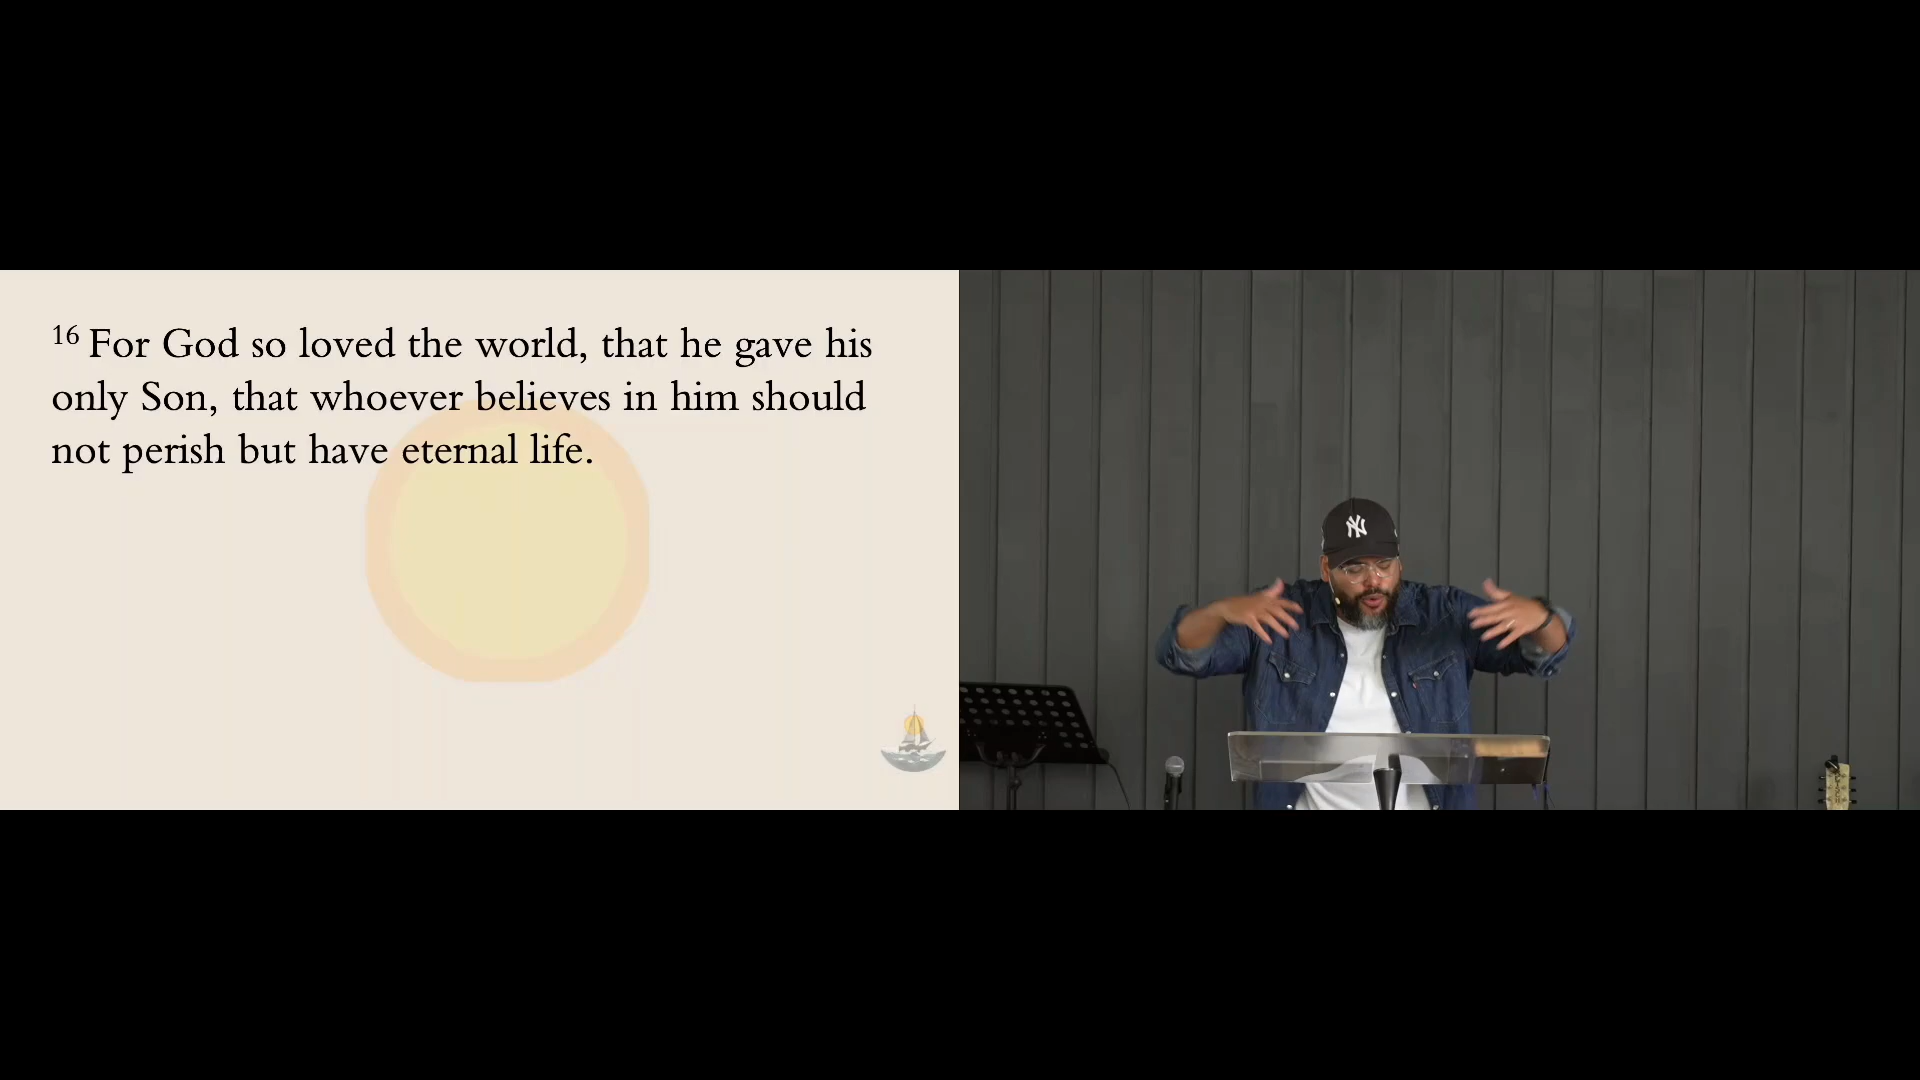 16 For God so loved the world, that he gave his
only Son, that whoever believes in him should
not perish but have eternal life.
NY